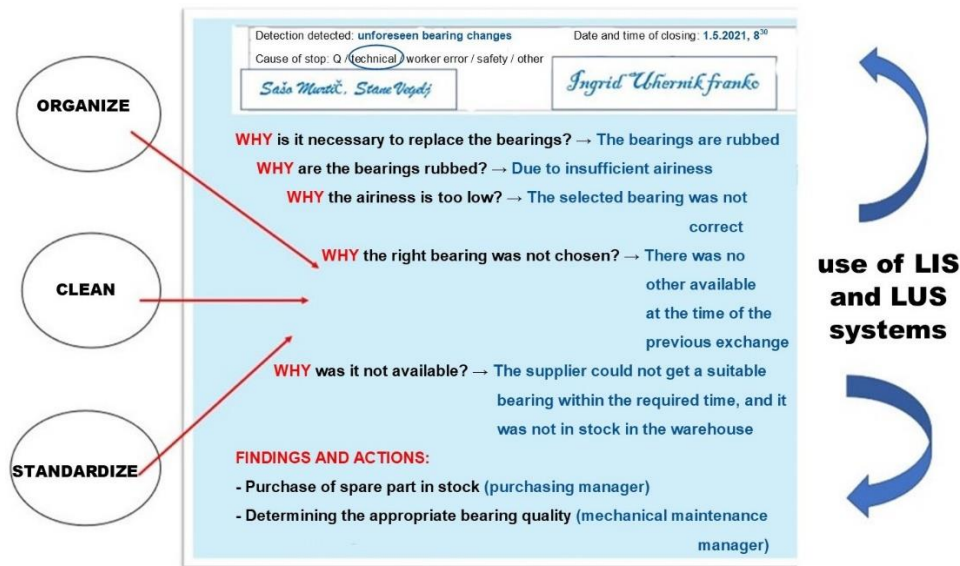 Detection detected: unforeseen bearing changes
Date and time of closing: 1.5.2021, 8³⁰
Cause of stop: Q / technical / worker error / safety / other
Sašo Murtič, Stane Vegelj
Ingrid Uhernik franko
ORGANIZE
CLEAN
STANDARDIZE
WHY is it necessary to replace the bearings? → The bearings are rubbed
WHY are the bearings rubbed? → Due to insufficient airiness
WHY the airiness is too low? → The selected bearing was not
correct
WHY the right bearing was not chosen? → There was no
other available
at the time of the
previous exchange
WHY was it not available? → The supplier could not get a suitable
bearing within the required time, and it
was not in stock in the warehouse
FINDINGS AND ACTIONS:
- Purchase of spare part in stock (purchasing manager)
- Determining the appropriate bearing quality (mechanical maintenance
manager)
use of LIS
and LUS
systems